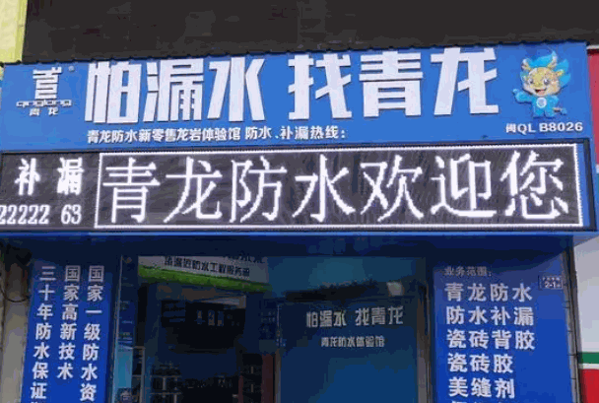 qinglong
青龙
怕漏水 找青龙
青龙防水新零售龙岩体验馆 防水、补漏热线:
闽QL B8026
补漏
22222 63
青龙防水欢迎您
三十年防水保证
国家高新技术
国家一级防水资
怕漏水 找青龙
青龙防水体验馆
业务范围:
2-1
青龙防水
防水补漏
瓷砖背胶
瓷砖胶
美缝剂